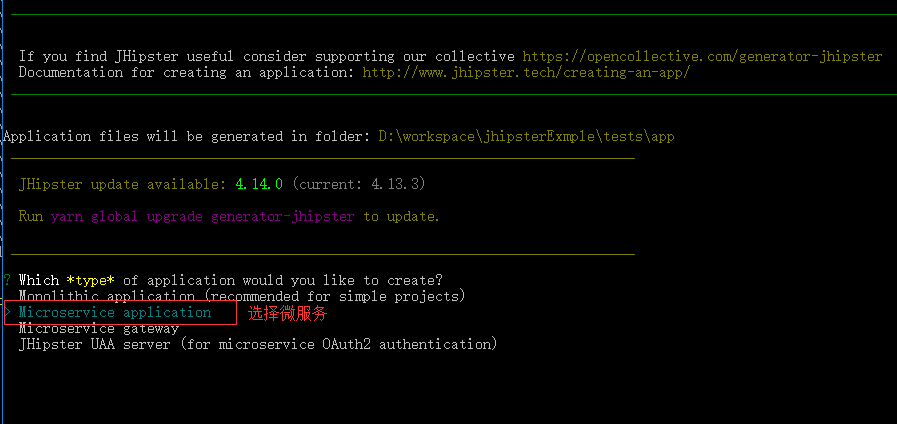 If you find JHipster useful consider supporting our collective https://opencollective.com/generator-jhipster
Documentation for creating an application: http://www.jhipster.tech/creating-an-app/
Application files will be generated in folder: D:\workspace\jhipsterExmple\tests\app
JHipster update available: 4.14.0 (current: 4.13.3)
Run yarn global upgrade generator-jhipster to update.
? Which *type* of application would you like to create?
Monolithic application (recommended for simple projects)
> Microservice application 选择微服务
Microservice gateway
JHipster UAA server (for microservice OAuth2 authentication)